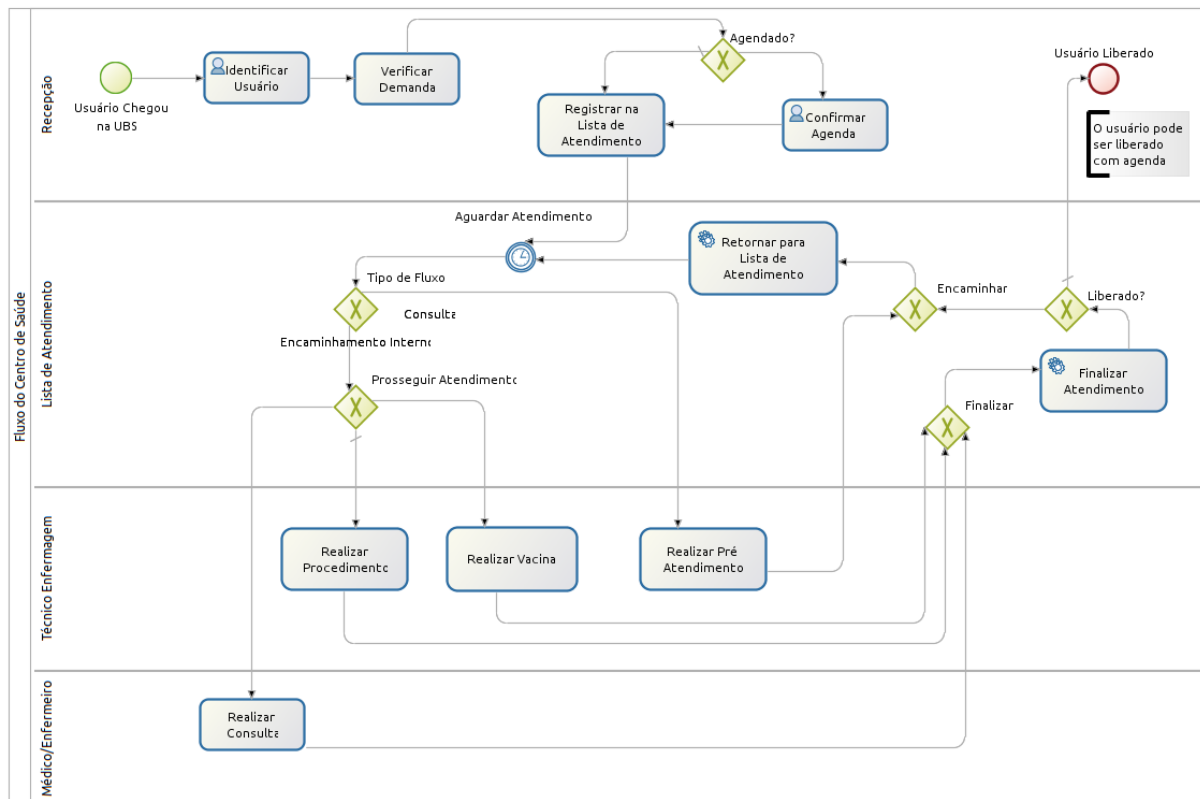 Fluxo do Centro de Saúde
Recepção
Usuário Chegou
na UBS
Identificar
Usuário
Verificar
Demanda
Agendado?
Registrar na
Lista de
Atendimento
Confirmar
Agenda
Usuário Liberado
O usuário pode
ser liberado
com agenda
Lista de Atendimento
Aguardar Atendimento
Retornar para
Lista de
Atendimento
Tipo de Fluxo
Consulta
Encaminhar
Liberado?
Encaminhamento Interno
Prosseguir Atendimento
Finalizar
Atendimento
Finalizar
Técnico Enfermagem
Realizar
Procedimento
Realizar Vacina
Realizar Pré
Atendimento
Médico/Enfermeiro
Realizar
Consulta